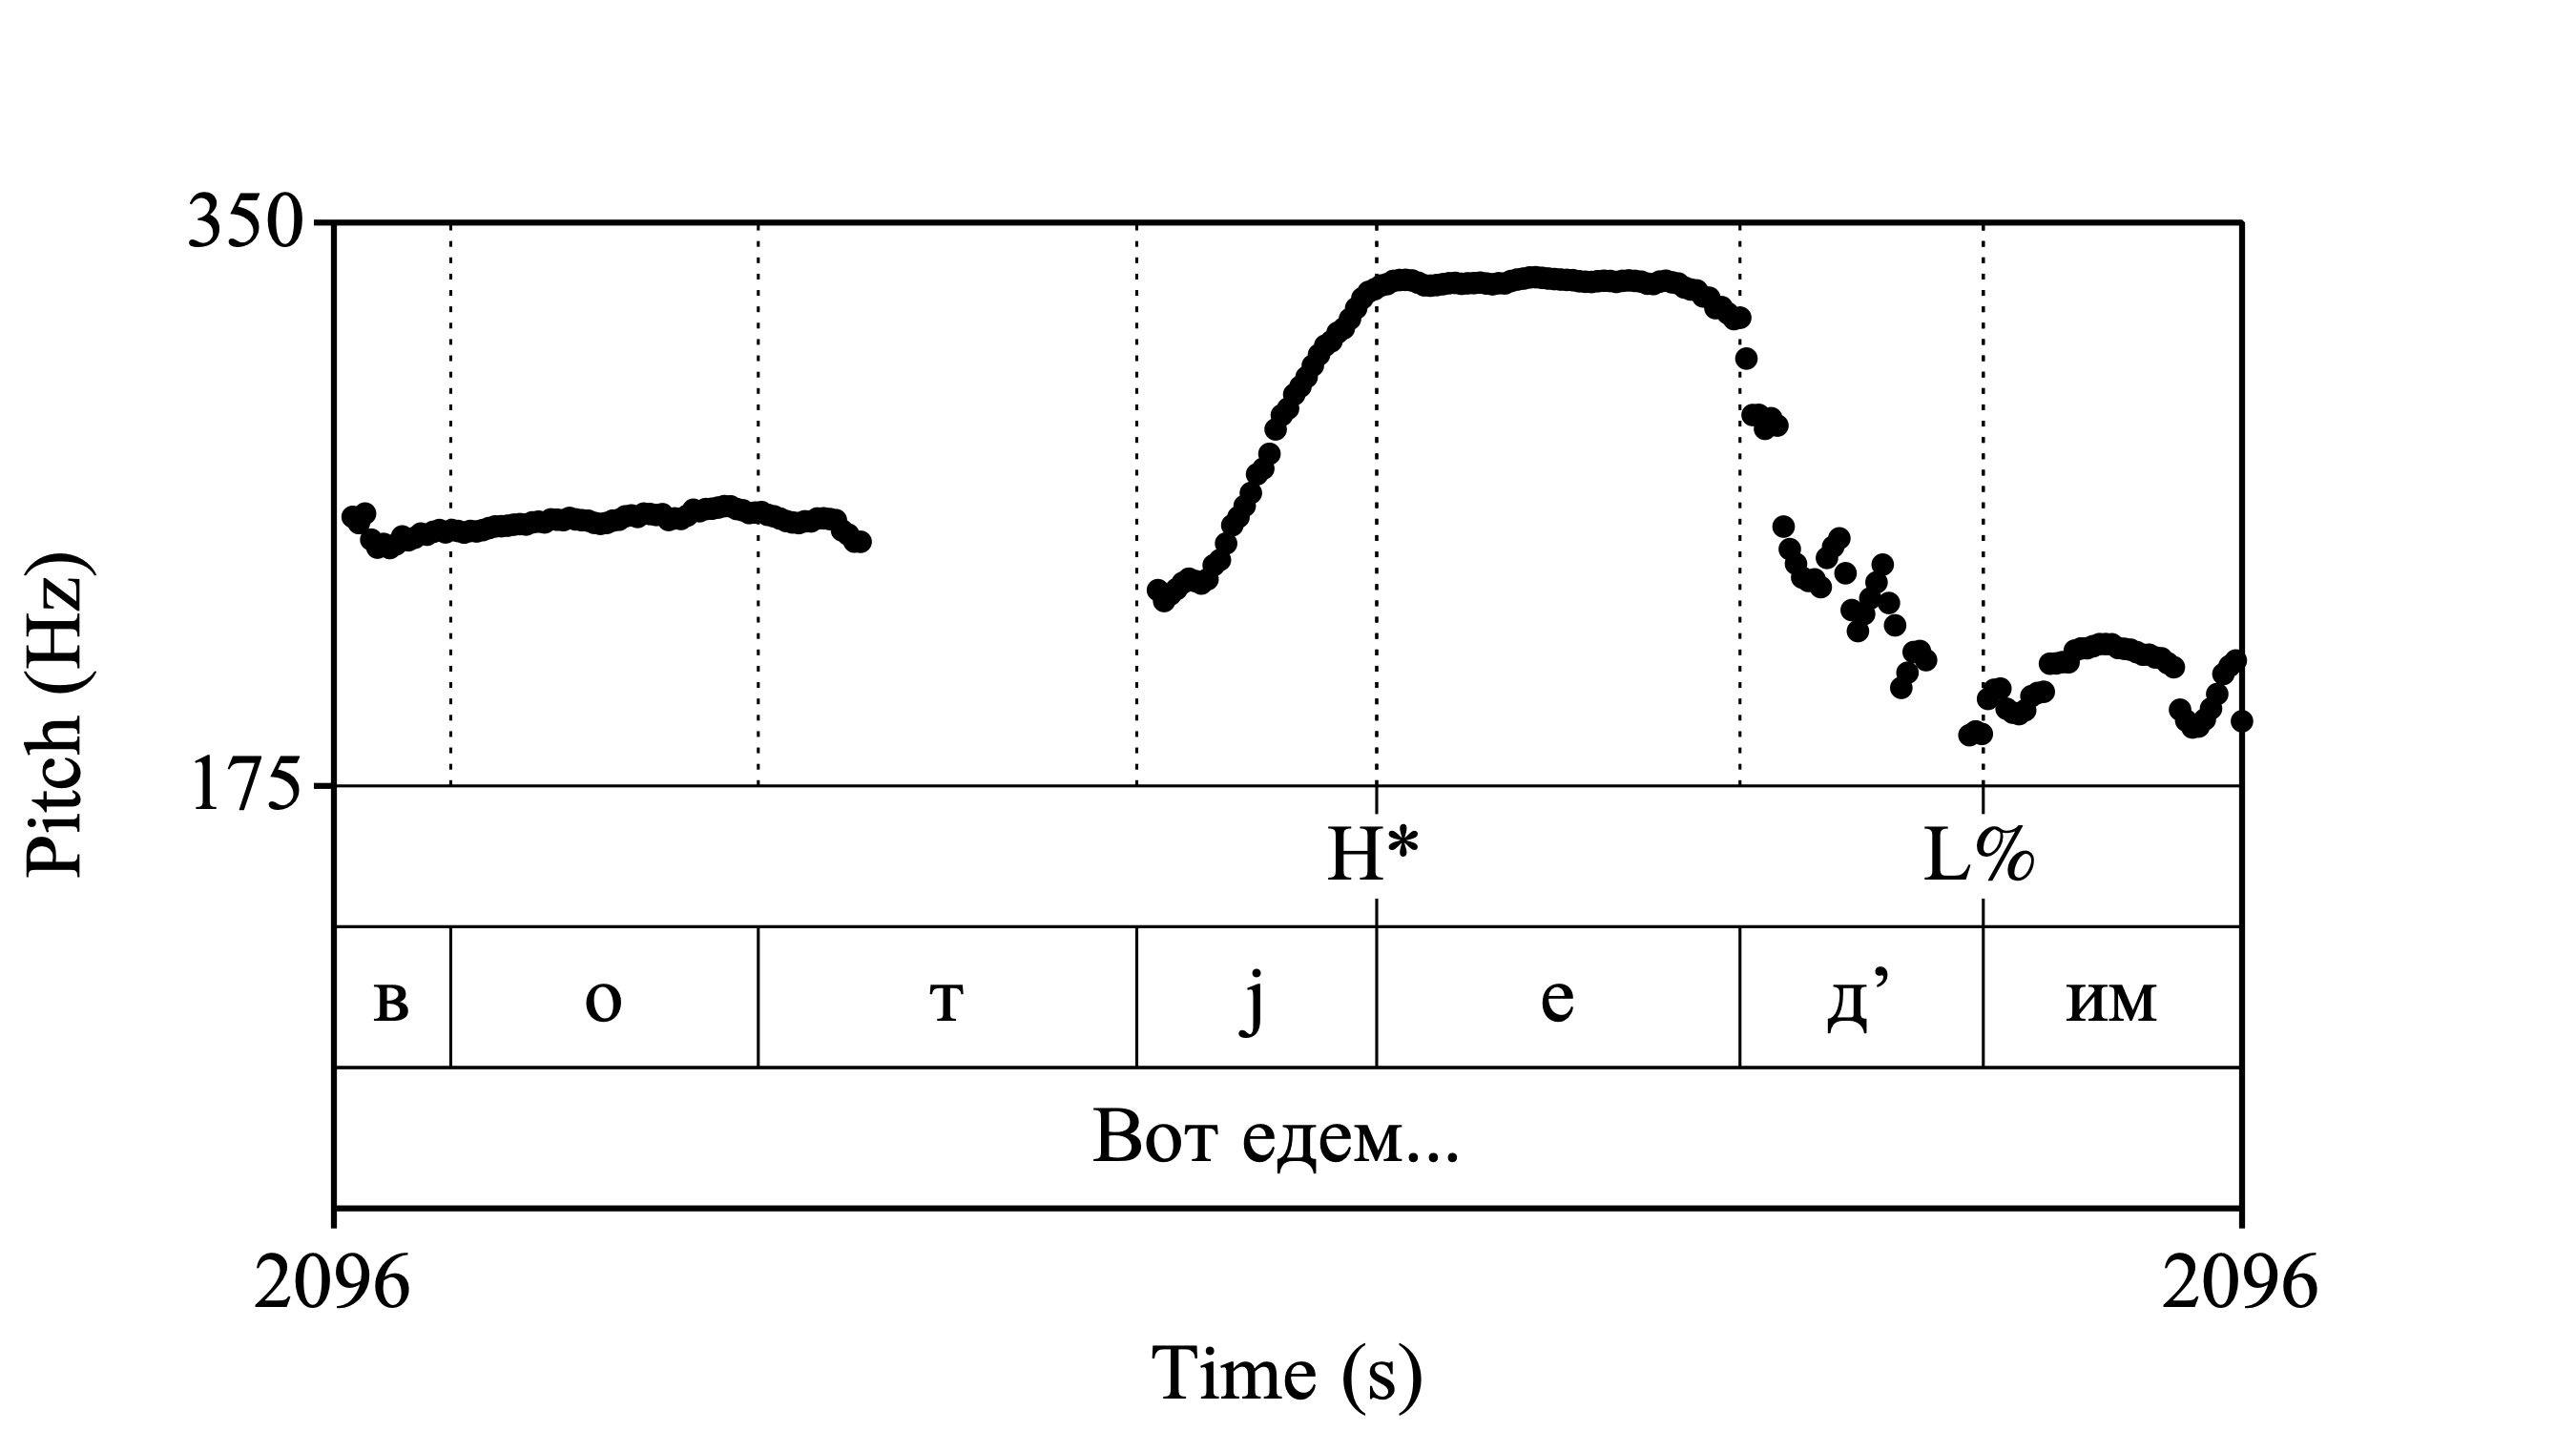 350
175
Pitch (Hz)
H* L%
в о т j е д’ им
Вот едем...
2096 2096
Time (s)